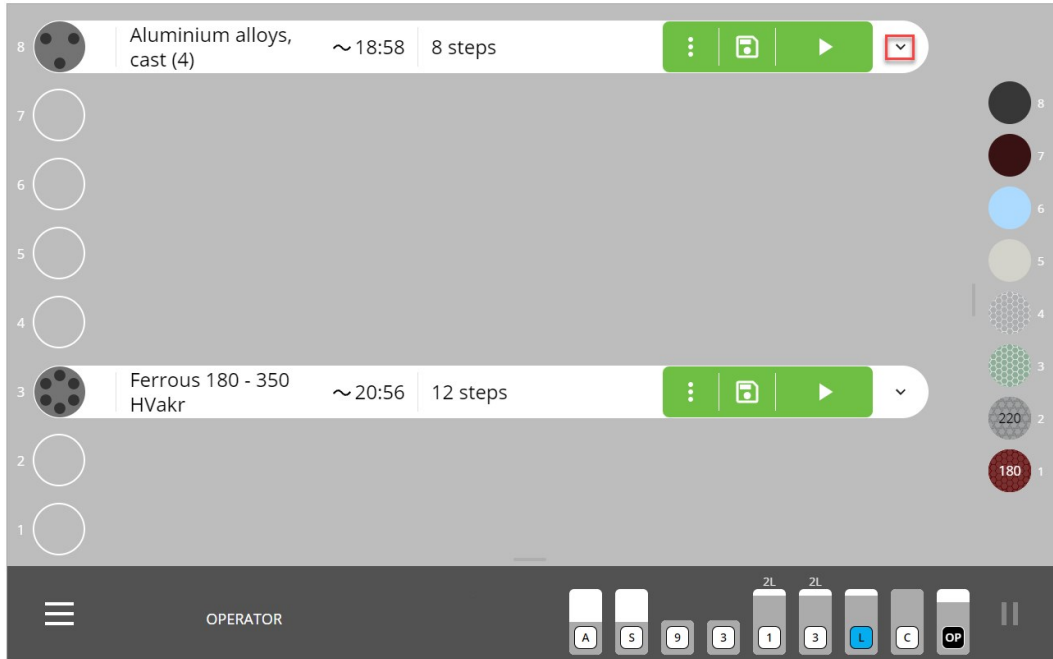 8
Aluminium alloys,
cast (4)
~18:58
8 steps
7
6
5
4
3
Ferrous 180 - 350
HVakr
~20:56
12 steps
2
1
8
7
6
5
4
3
220 2
180 1
OPERATOR
2L 2L
A S 9 3 1 3 L C OP